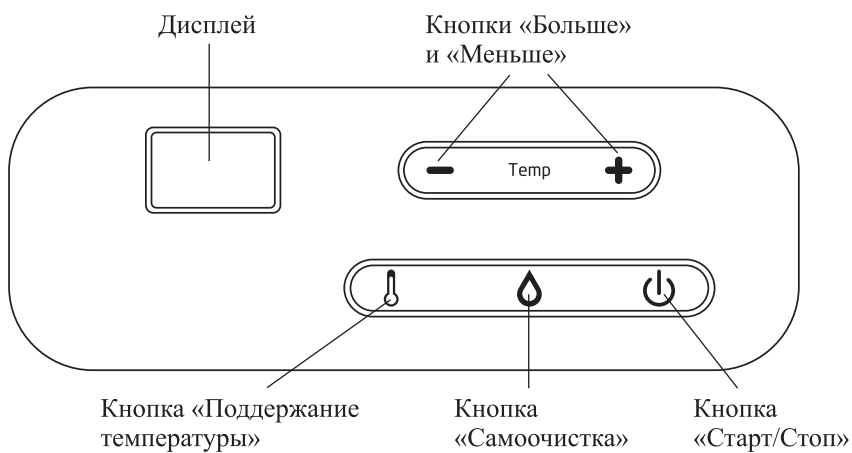 Дисплей
Кнопки «Больше»
и «Меньше»
Temp
Кнопка «Поддержание
температуры»
Кнопка
«Самоочистка»
Кнопка
«Старт/Стоп»